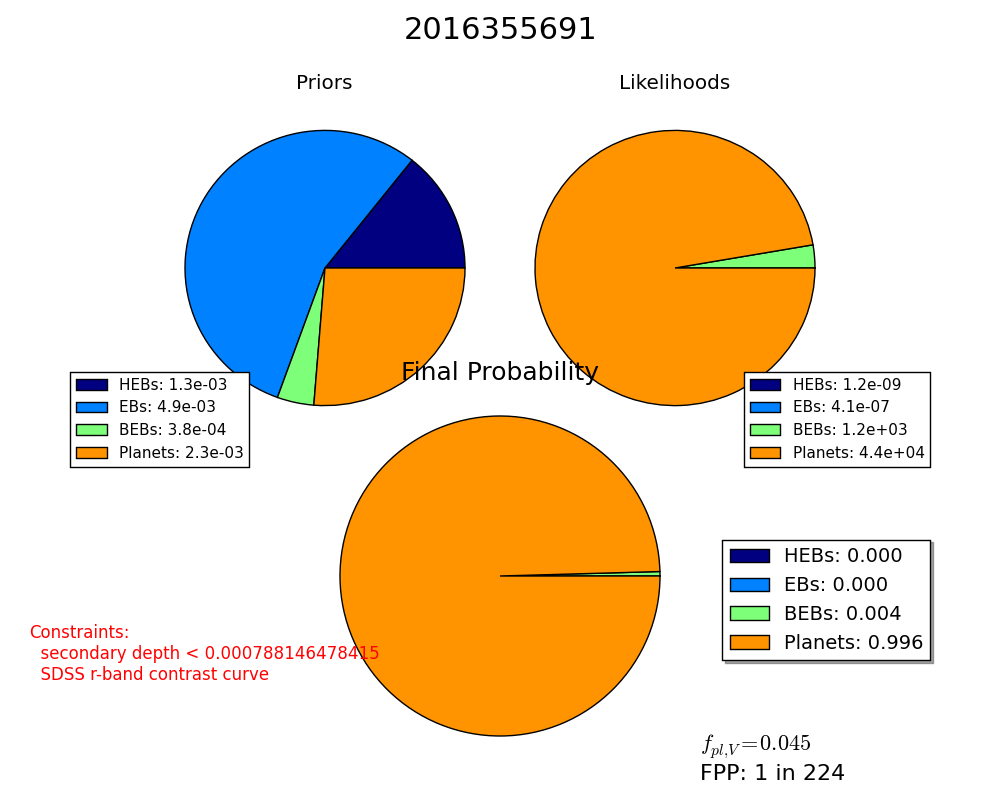 2016355691
Priors
Likelihoods
HEBs: 1.3e-03
EBs: 4.9e-03
BEBs: 3.8e-04
Planets: 2.3e-03
HEBs: 1.2e-09
EBs: 4.1e-07
BEBs: 1.2e+03
Planets: 4.4e+04
Final Probability
HEBs: 0.000
EBs: 0.000
BEBs: 0.004
Planets: 0.996
Constraints:
secondary depth < 0.000788146478415
SDSS r-band contrast curve
f_{pl,V} = 0.045
FPP: 1 in 224